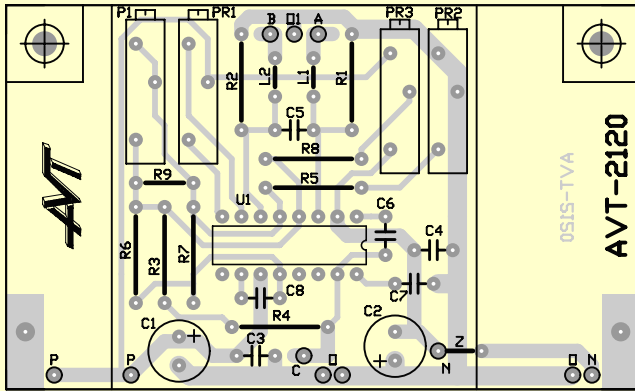 P1
PR1
B
O
A
PR3
PR2
R2
L2
L1
R1
C5
R8
R9
R5
AVT
U1
C6
AVT-2120
AVT-2120
R6
R3
R7
C4
C8
C7
C1
+
R4
C2
+
C3
Z
P
P
C
O
N
O
N